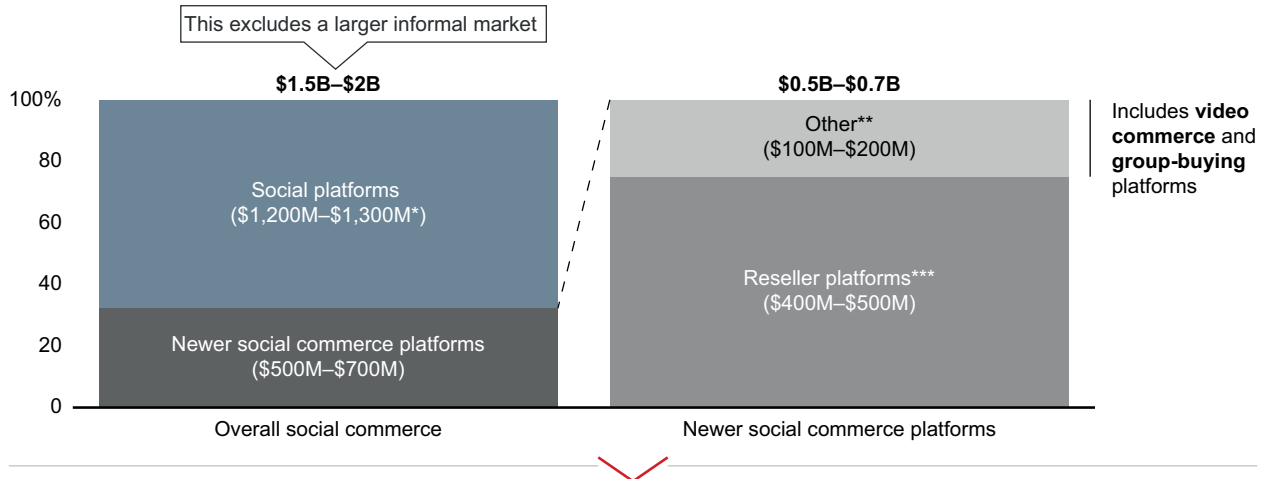 This excludes a larger informal market
$1.5B–$2B
$0.5B–$0.7B
100%
80
60
40
20
0
Social platforms
($1,200M–$1,300M*)
Newer social commerce platforms
($500M–$700M)
Other**
($100M–$200M)
Reseller platforms***
($400M–$500M)
Includes video
commerce and
group-buying
platforms
Overall social commerce
Newer social commerce platforms